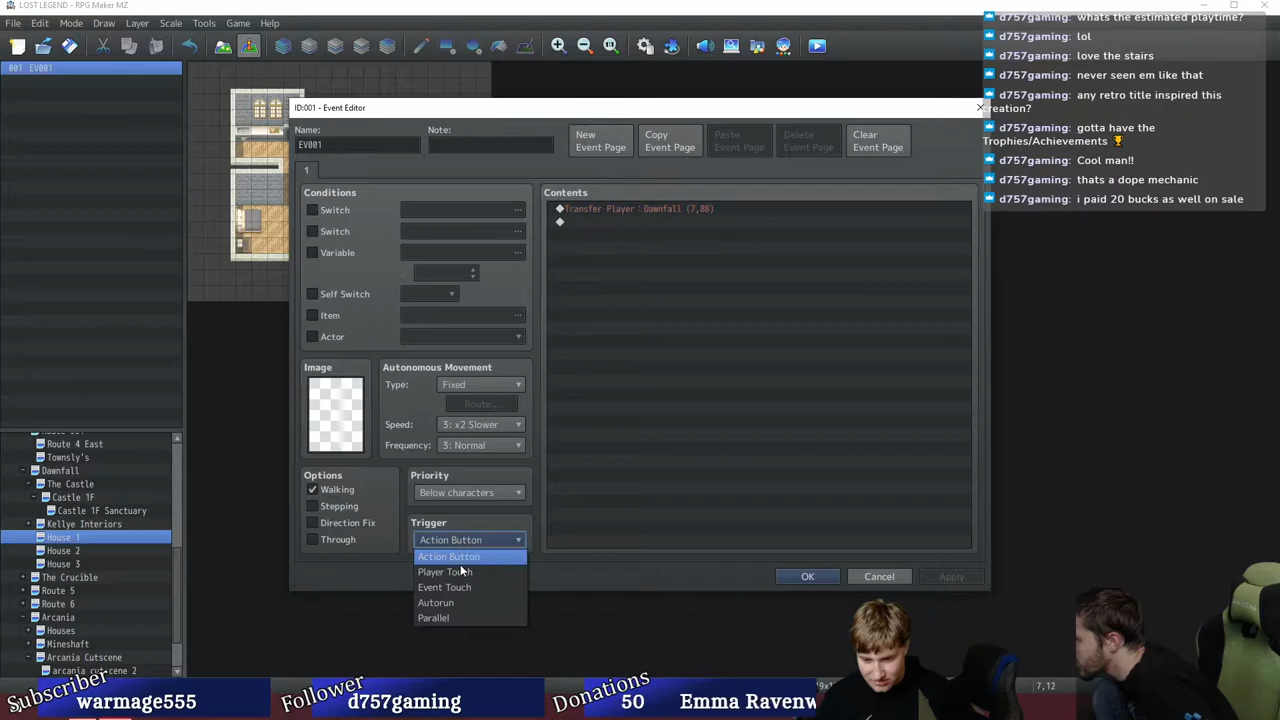 LOST LEGEND - RPG Maker MZ
File Edit Mode Draw Layer Scale Tools Game Help
001 EV001
ID:001 - Event Editor
Name:
Note:
EV001
New
Event Page
Copy
Event Page
Paste
Event Page
Delete
Event Page
Clear
Event Page
1
Conditions
Switch
Switch
Variable
Self Switch
Item
Actor
Image
Autonomous Movement
Type: Fixed
Route...
Speed: 3: x2 Slower
Frequency: 3: Normal
Options
Walking
Stepping
Direction Fix
Through
Priority
Below characters
Trigger
Action Button
Action Button
Player Touch
Event Touch
Autorun
Parallel
Contents
◆Transfer Player：Dawnfall (7,88)
◆
OK
Cancel
Apply
Route 4 East
Townsly's
Dawnfall
The Castle
Castle 1F
Castle 1F Sanctuary
Kellye Interiors
House 1
House 2
House 3
The Crucible
Route 5
Route 6
Arcania
Houses
Mineshaft
Arcania Cutscene
arcania cutscene 2
7,12
d757gaming: whats the estimated playtime?
d757gaming: lol
d757gaming: love the stairs
d757gaming: never seen em like that
d757gaming: any retro title inspired this
creation?
d757gaming: gotta have the
Trophies/Achievements 🏆
d757gaming: Cool man!!
d757gaming: thats a dope mechanic
d757gaming: i paid 20 bucks as well on sale
Subscriber
warmage555
Follower
d757gaming
Donations
50 Emma Ravenw